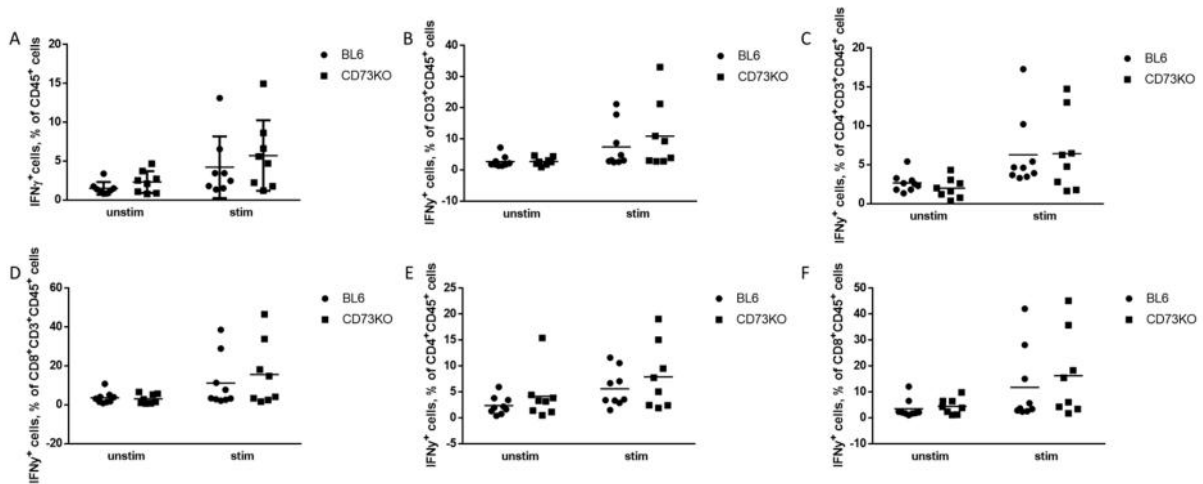 A
IFNγ⁺ cells, % of CD45⁺ cells
20
15
10
5
0
unstim
stim
BL6
CD73KO
B
IFNγ⁺ cells, % of CD3⁺CD45⁺ cells
40
30
20
10
0
-10
unstim
stim
BL6
CD73KO
C
IFNγ⁺ cells, % of CD4⁺CD3⁺CD45⁺ cells
20
15
10
5
0
unstim
stim
BL6
CD73KO
D
IFNγ⁺ cells, % of CD8⁺CD3⁺CD45⁺ cells
60
40
20
0
-20
unstim
stim
BL6
CD73KO
E
IFNγ⁺ cells, % of CD4⁺CD45⁺ cells
25
20
15
10
5
0
-5
unstim
stim
BL6
CD73KO
F
IFNγ⁺ cells, % of CD8⁺CD45⁺ cells
50
40
30
20
10
0
-10
unstim
stim
BL6
CD73KO